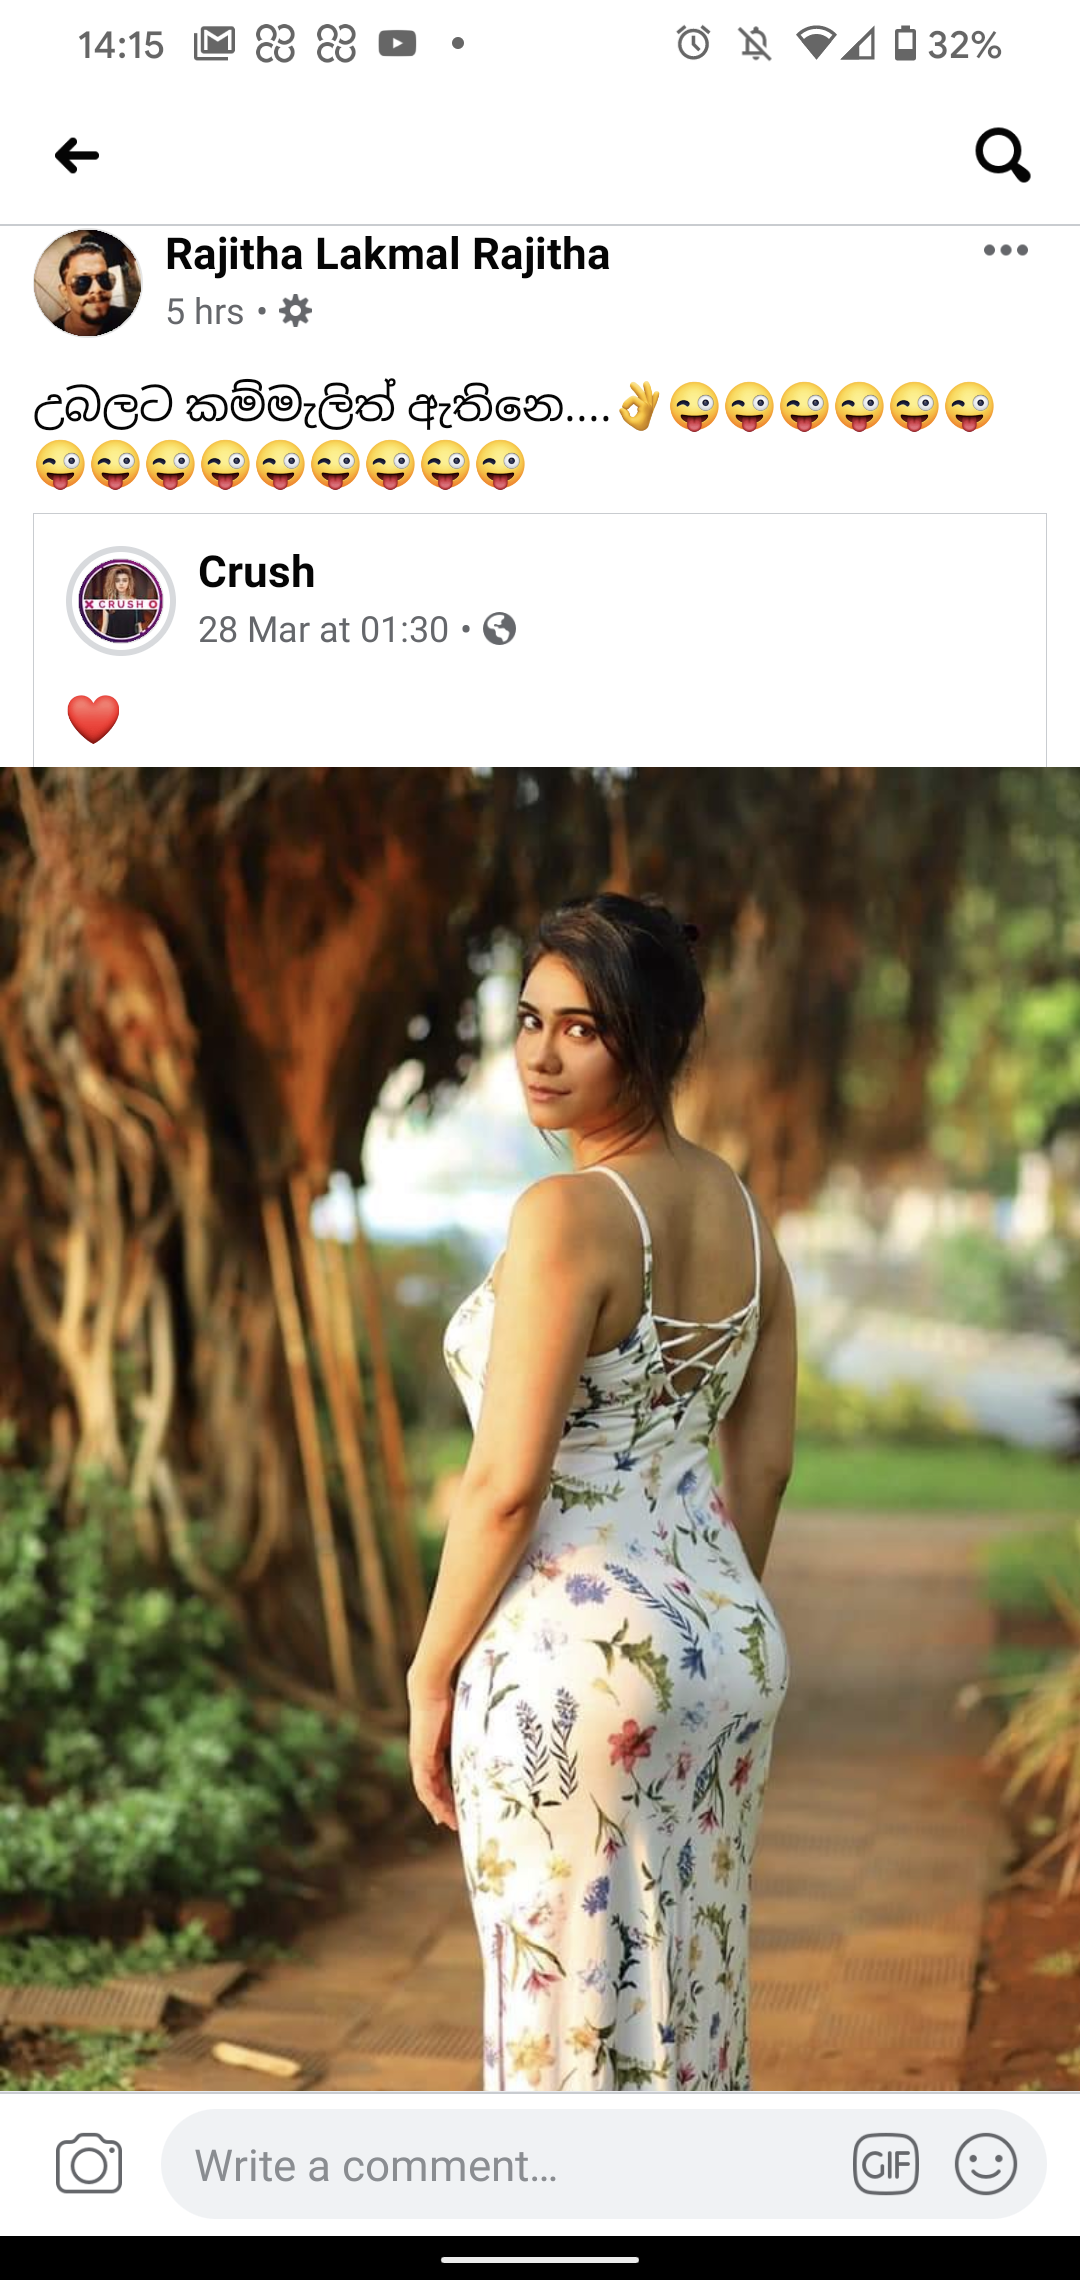 14:15
32%
Rajitha Lakmal Rajitha
5 hrs •
උබලට කම්මැලිත් ඇතිනෙ....👌😜😜😜😜😜😜
😜😜😜😜😜😜😜😜😜
Crush
X CRUSH O
28 Mar at 01:30 •
❤️
Write a comment...
GIF